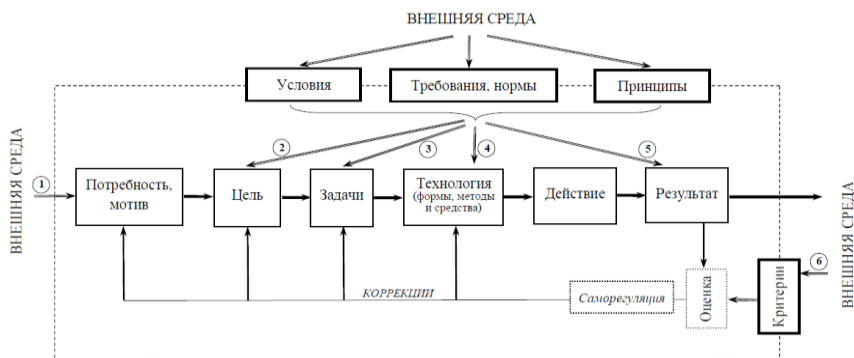 ВНЕШНЯЯ СРЕДА
Условия
Требования, нормы
Принципы
ВНЕШНЯЯ СРЕДА
1
2
3
4
5
Потребность,
мотив
Цель
Задачи
Технология
(формы, методы
и средства)
Действие
Результат
КОРРЕКЦИИ
Саморегуляция
Оценка
Критерии
6
ВНЕШНЯЯ СРЕДА